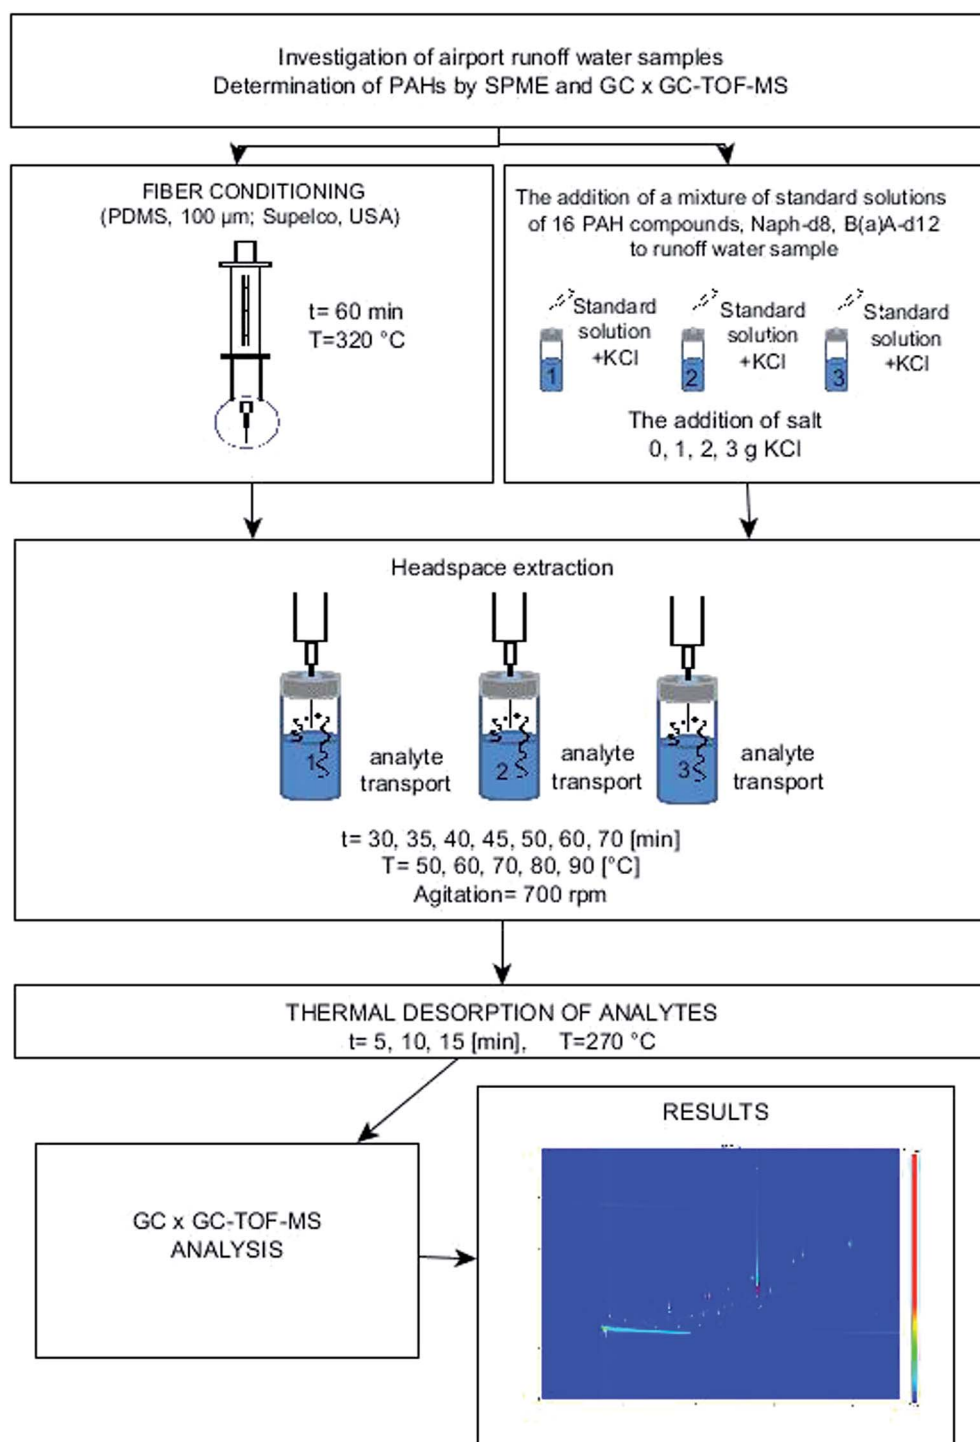 Investigation of airport runoff water samples
Determination of PAHs by SPME and GC x GC-TOF-MS
FIBER CONDITIONING
(PDMS, 100 µm; Supelco, USA)
t= 60 min
T=320 °C
The addition of a mixture of standard solutions
of 16 PAH compounds, Naph-d8, B(a)A-d12
to runoff water sample
Standard
solution
+KCl
1
Standard
solution
+KCl
2
Standard
solution
+KCl
3
The addition of salt
0, 1, 2, 3 g KCl
Headspace extraction
1
analyte
transport
2
analyte
transport
3
analyte
transport
t= 30, 35, 40, 45, 50, 60, 70 [min]
T= 50, 60, 70, 80, 90 [°C]
Agitation= 700 rpm
THERMAL DESORPTION OF ANALYTES
t= 5, 10, 15 [min], T=270 °C
GC x GC-TOF-MS
ANALYSIS
RESULTS